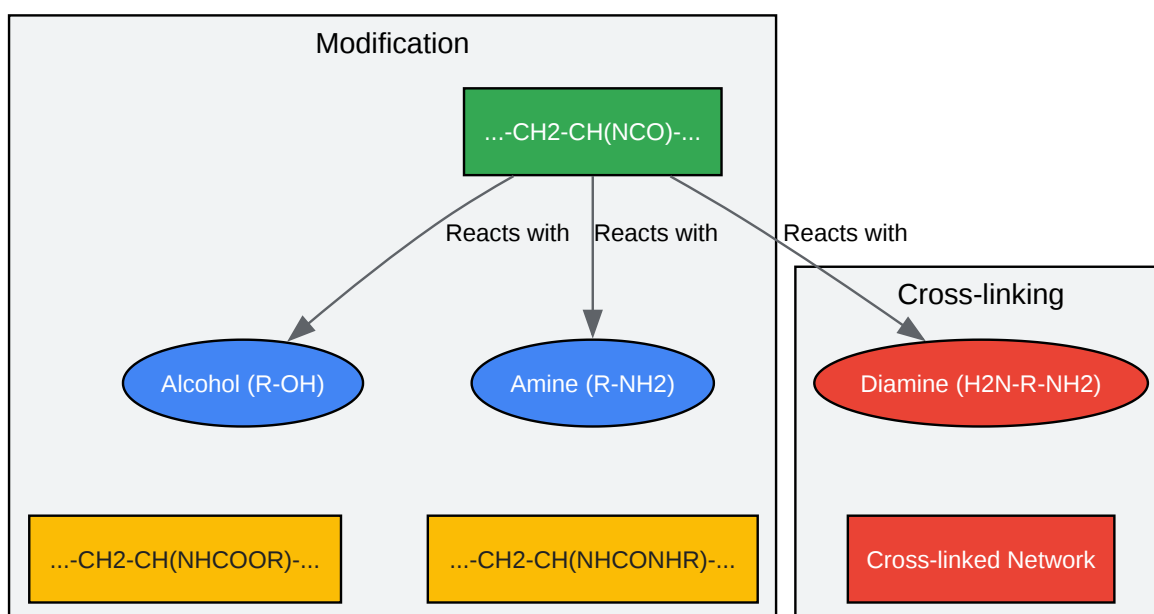 Modification
...-CH2-CH(NCO)-...
Reacts with
Reacts with
Reacts with
Cross-linking
Alcohol (R-OH)
Amine (R-NH2)
Diamine (H2N-R-NH2)
...-CH2-CH(NHCOOR)-...
...-CH2-CH(NHCONHR)-...
Cross-linked Network